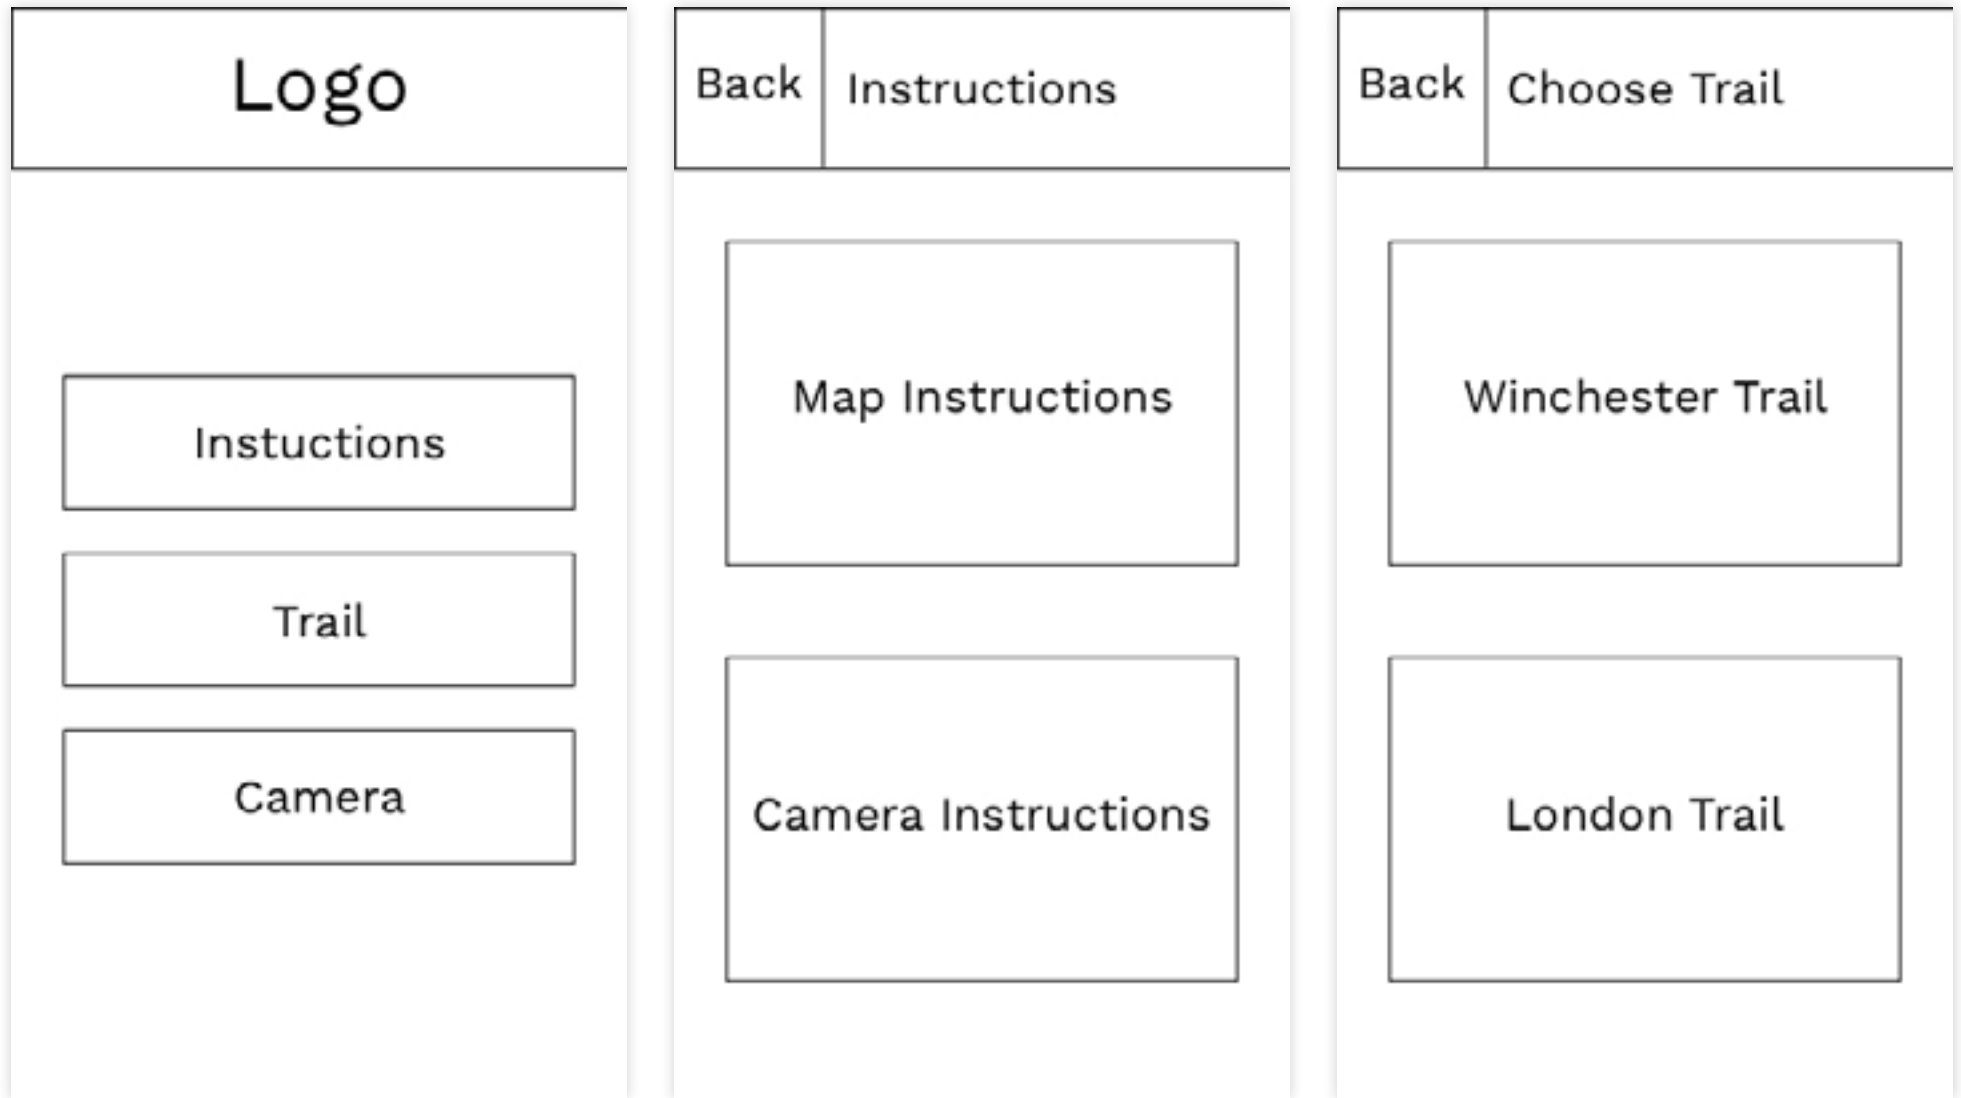 Logo
Instuctions
Trail
Camera
Back
Instructions
Map Instructions
Camera Instructions
Back
Choose Trail
Winchester Trail
London Trail